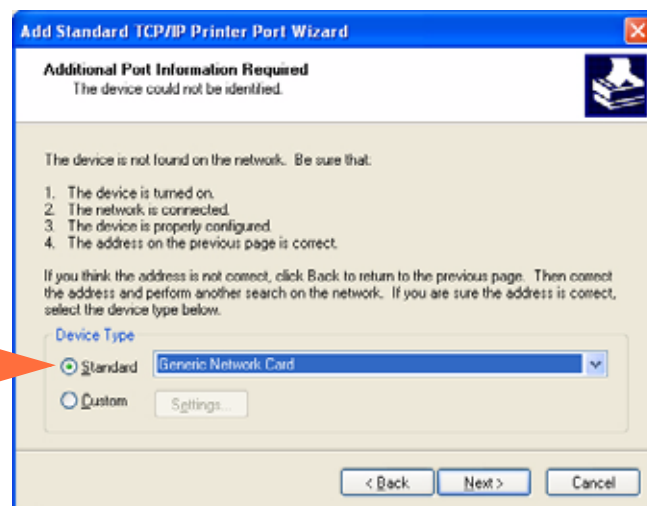 Add Standard TCP/IP Printer Port Wizard
Additional Port Information Required
The device could not be identified.
The device is not found on the network. Be sure that:
1. The device is turned on.
2. The network is connected.
3. The device is properly configured.
4. The address on the previous page is correct.
If you think the address is not correct, click Back to return to the previous page. Then correct
the address and perform another search on the network. If you are sure the address is correct,
select the device type below.
Device Type
Standard Generic Network Card
Custom Settings...
< Back Next > Cancel